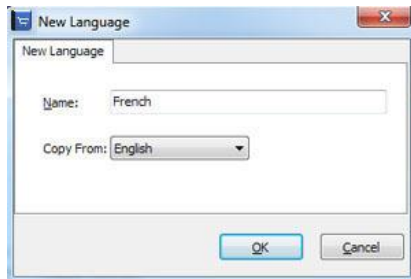 New Language
New Language
Name: French
Copy From: English
OK Cancel